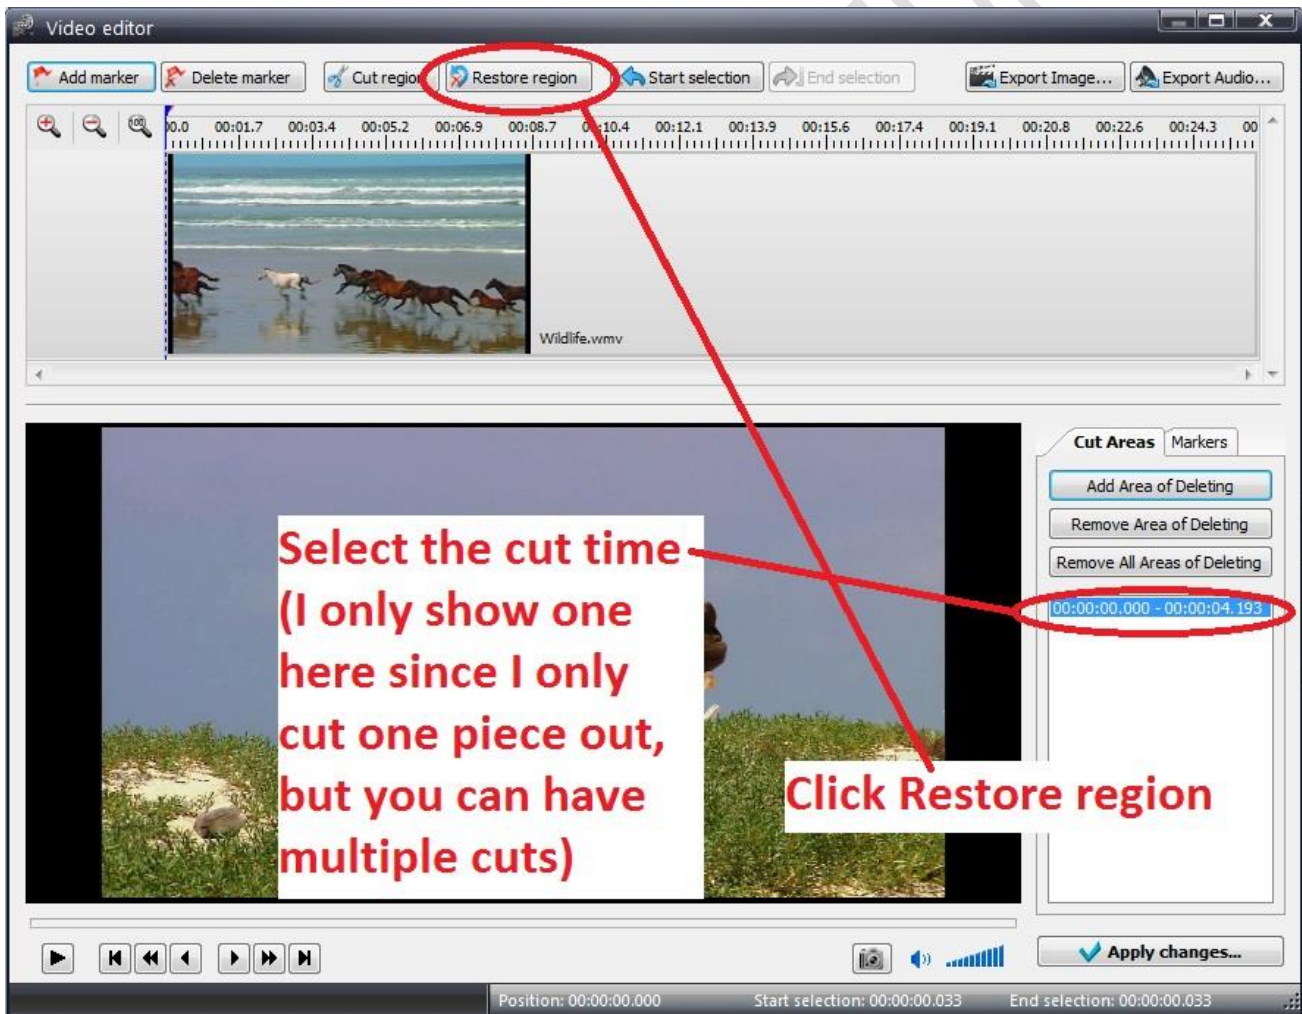 Video editor
Add marker Delete marker Cut region Restore region Start selection End selection Export Image... Export Audio...
00:01.7 00:03.4 00:05.2 00:06.9 00:08.7 00:10.4 00:12.1 00:13.9 00:15.6 00:17.4 00:19.1 00:20.8 00:22.6 00:24.3 00
Wildlife.wmv
Cut Areas Markers
Add Area of Deleting
Remove Area of Deleting
Remove All Areas of Deleting
00:00:00.000 - 00:00:04.193
Select the cut time
(I only show one
here since I only
cut one piece out,
but you can have
multiple cuts)
Click Restore region
Apply changes...
Position: 00:00:00.000 Start selection: 00:00:00.033 End selection: 00:00:00.033